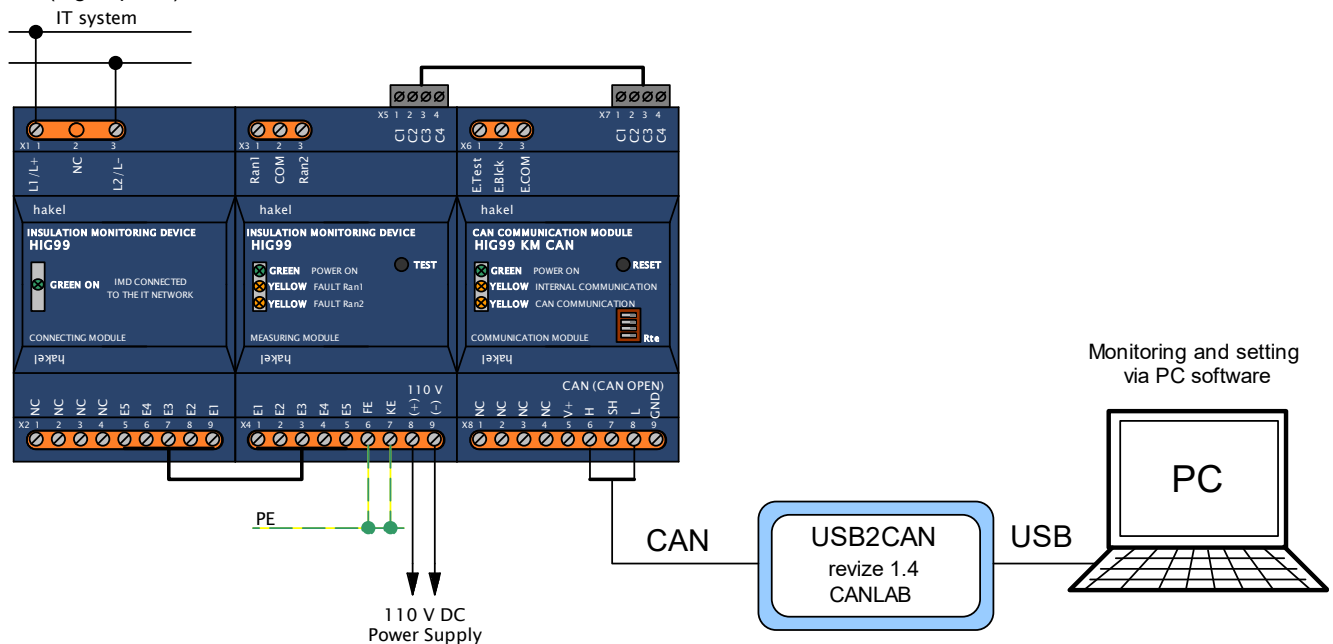 IT system
X5 1 2 3 4
C1 C2 C3 C4
X7 1 2 3 4
C1 C2 C3 C4
X1 1 2 3
L1/L+ NC L2/L-
X3 1 2 3
Ran1 COM Ran2
X6 1 2 3
E.Test E.Blck E.COM
hakel
INSULATION MONITORING DEVICE
HIG99
GREEN ON
IMD CONNECTED
TO THE IT NETWORK
CONNECTING MODULE
hakel
hakel
INSULATION MONITORING DEVICE
HIG99
TEST
GREEN POWER ON
YELLOW FAULT Ran1
YELLOW FAULT Ran2
MEASURING MODULE
hakel
hakel
CAN COMMUNICATION MODULE
HIG99 KM CAN
RESET
GREEN POWER ON
YELLOW INTERNAL COMMUNICATION
YELLOW CAN COMMUNICATION
COMMUNICATION MODULE
Rte
NC NC NC NC E5 E4 E3 E2 E1
X2 1 2 3 4 5 6 7 8 9
110 V
E1 E2 E3 E4 E5 FE KE (+) (-)
X4 1 2 3 4 5 6 7 8 9
CAN (CAN OPEN)
NC NC NC NC V+ H SH L GND)
X8 1 2 3 4 5 6 7 8 9
PE
110 V DC
Power Supply
CAN
USB2CAN
revize 1.4
CANLAB
USB
Monitoring and setting
via PC software
PC